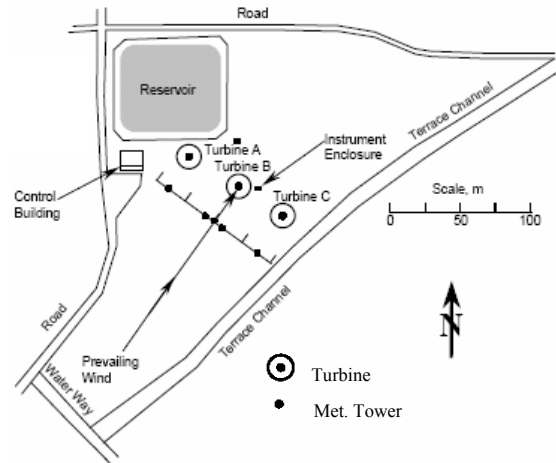 Road
Reservoir
Turbine A
Turbine B
Instrument
Enclosure
Terrace Channel
Control
Building
Turbine C
Scale, m
0 50 100
Road
Prevailing
Wind
Terrace Channel
N
Water Way
Turbine
Met. Tower